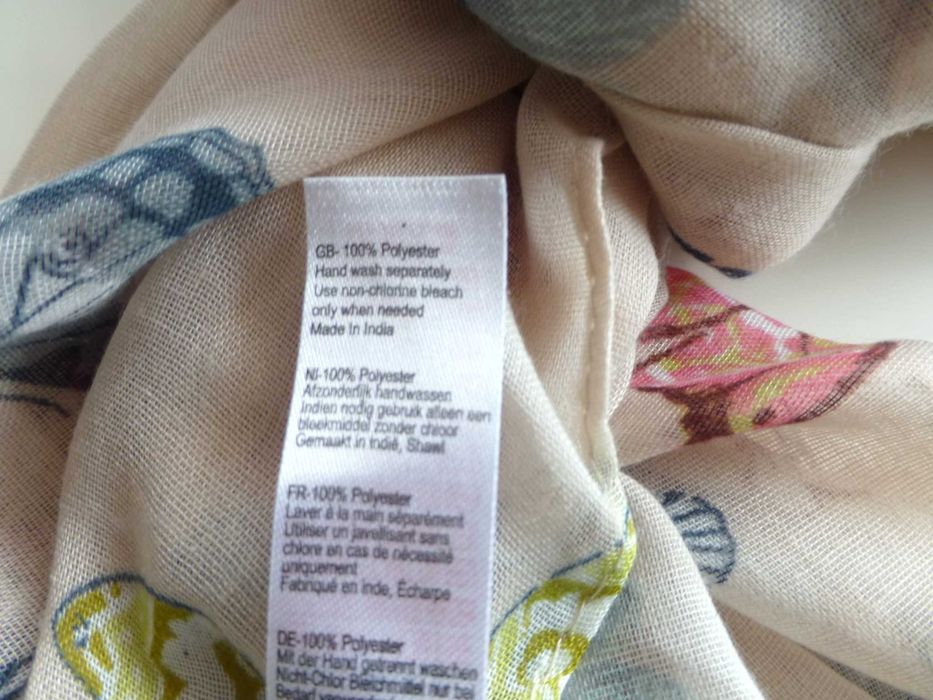 GB- 100% Polyester
Hand wash separately
Use non-chlorine bleach
only when needed
Made In India
Nl-100% Polyester
Afzonderlijk handwassen
Indien nodig gebruik alleen een
bleekmiddel zonder chloor
Gemaakt in indië, Shawl
FR-100% Polyester
Laver à la main séparément
Utiliser un javellisant sans
chlore en cas de nécessité
uniquement
Fabriqué en inde, Écharpe
DE-100% Polyester
Mit der Hand getrennt waschen
Nicht-Chlor Bleichmittel nur bei
Bedarf